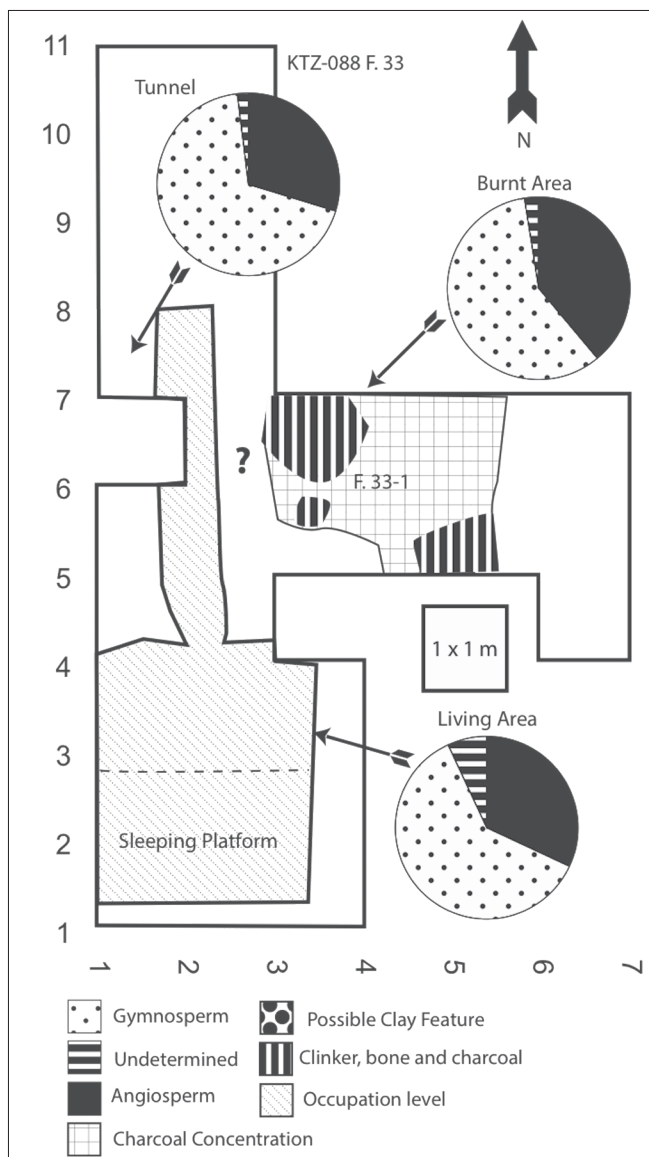 11
KTZ-088 F. 33
Tunnel
10
N
Burnt Area
9
8
7
?
F. 33-1
6
5
1 x 1 m
4
Living Area
3
Sleeping Platform
2
1
1 2 3 4 5 6 7
Gymnosperm
Possible Clay Feature
Undetermined
Clinker, bone and charcoal
Angiosperm
Occupation level
Charcoal Concentration